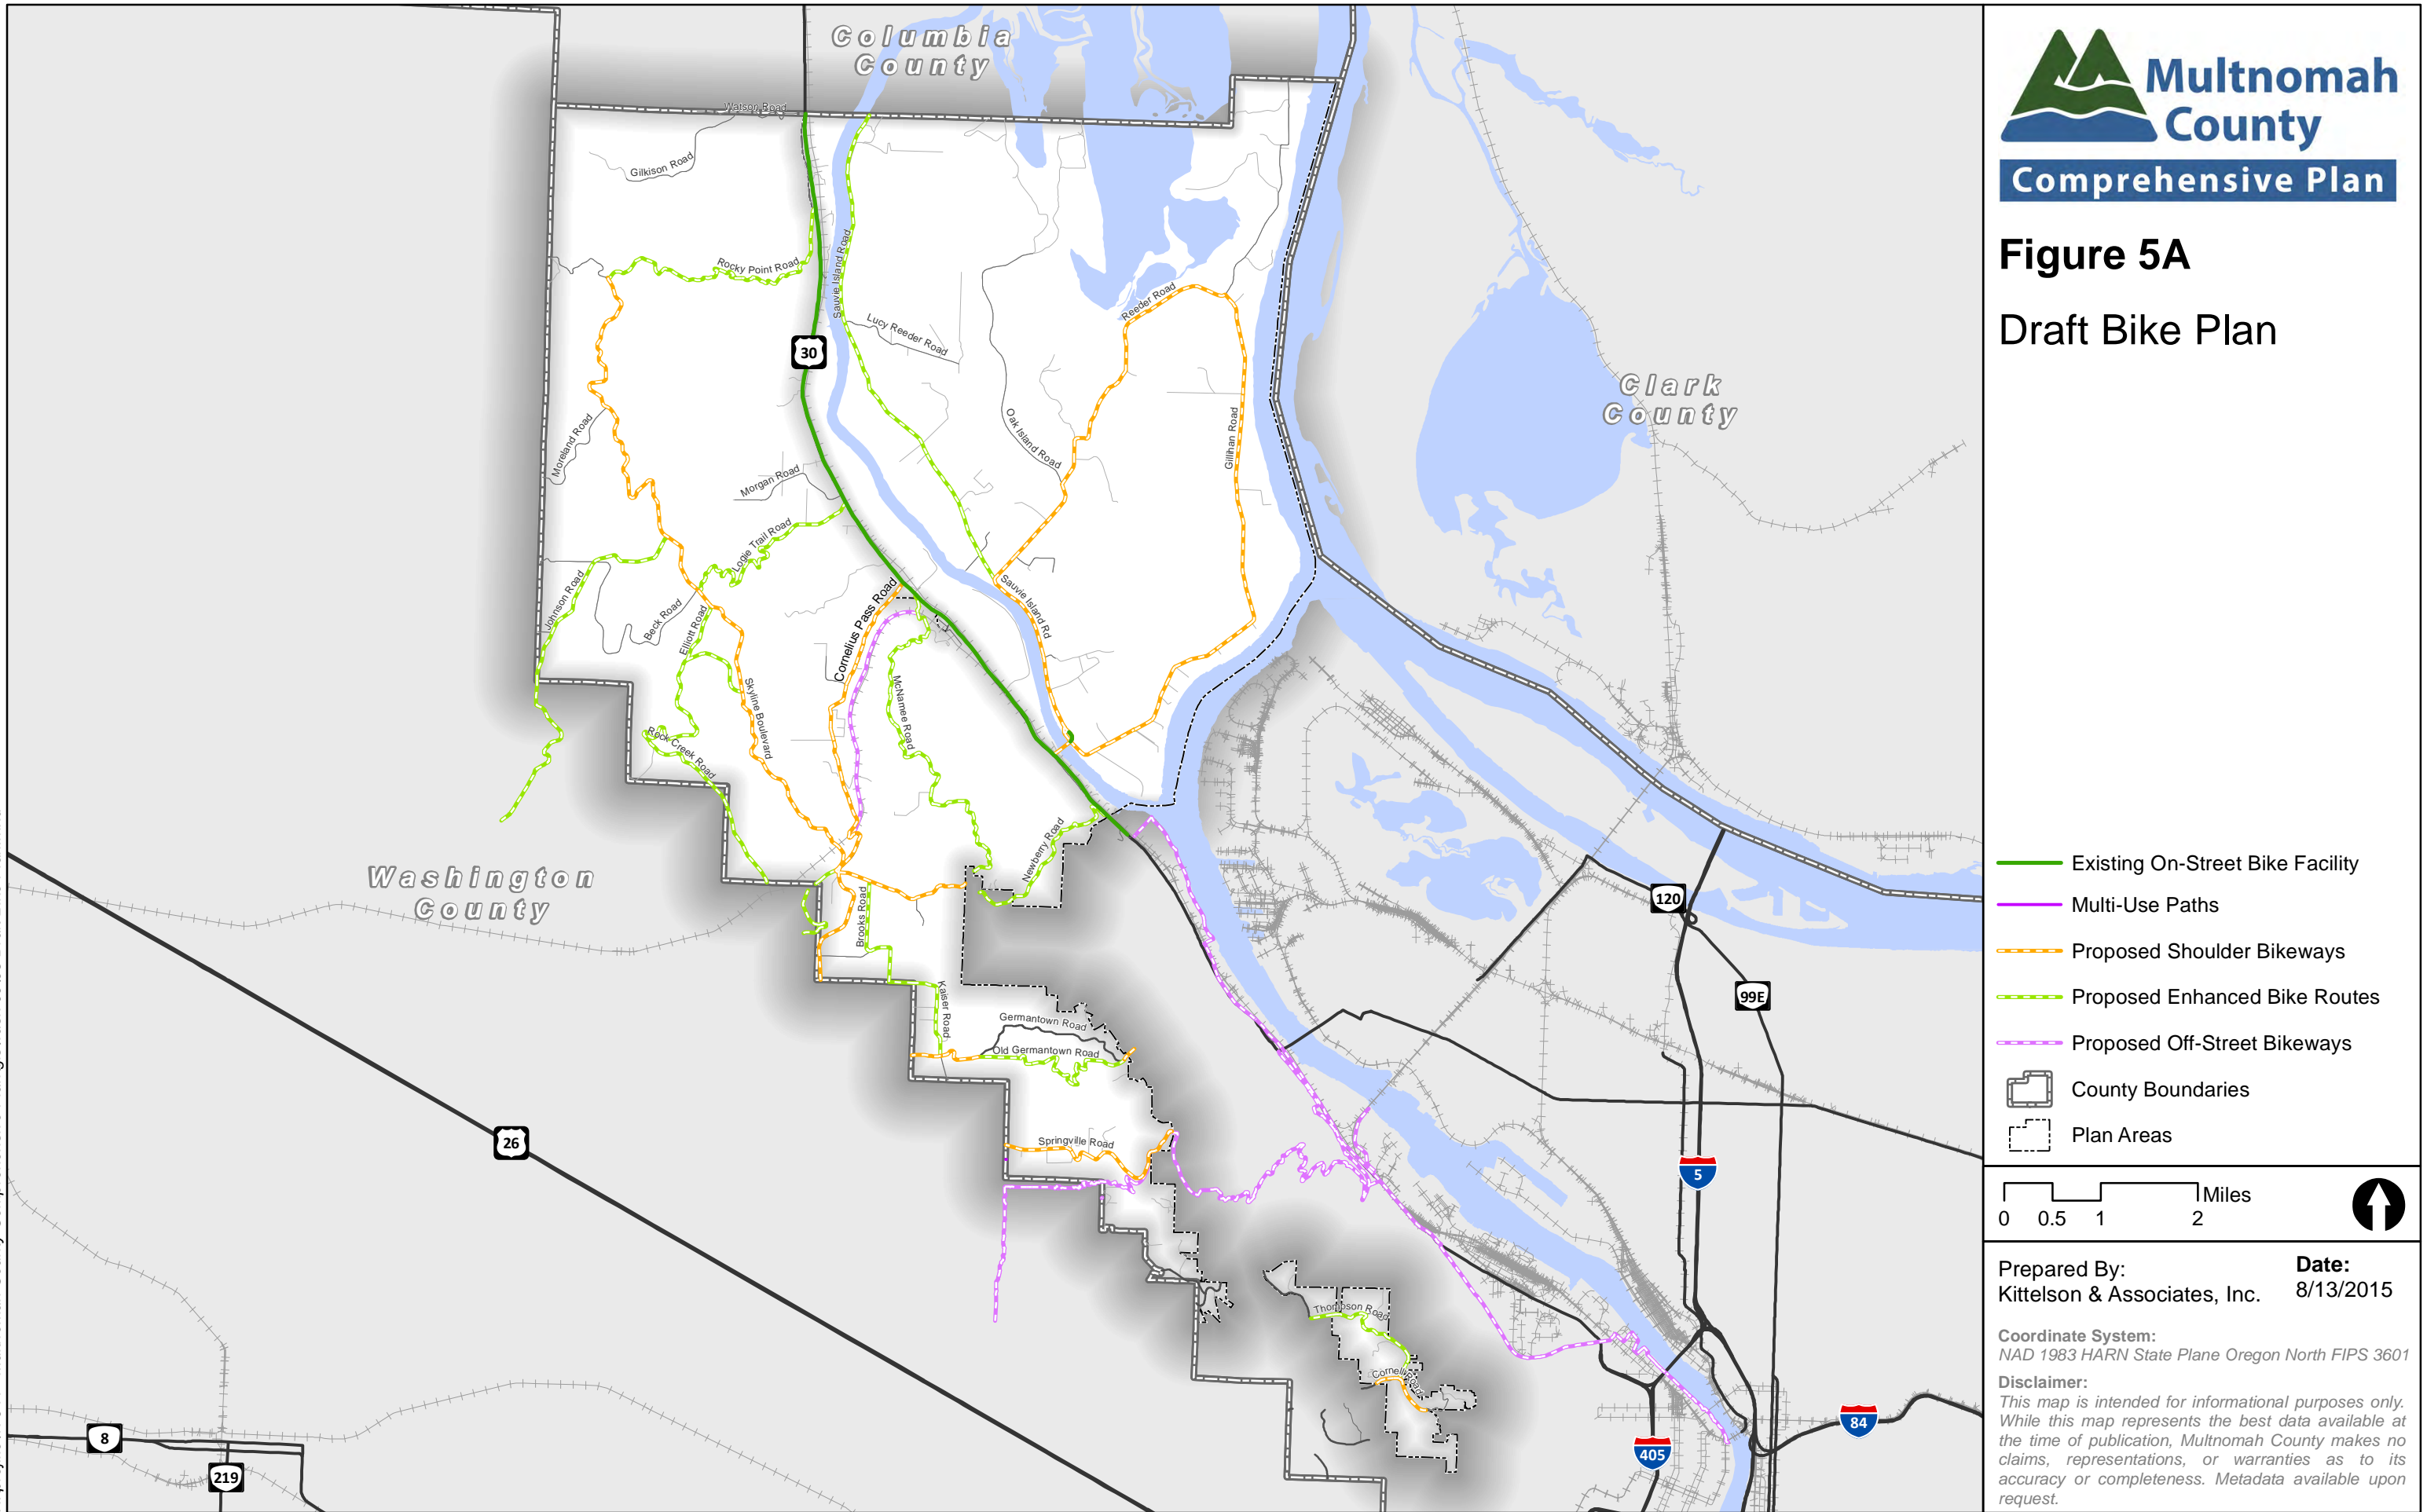 Columbia
County
Watson Road
Gilkison Road
Rocky Point Road
Sauvie Island Road
30
Lucy Reeder Road
Reeder Road
Oak Island Road
Gillihan Road
Clark
County
Moreland Road
Morgan Road
Logie Trail Road
Johnson Road
Beck Road
Elliott Road
Cornelius Pass Road
Sauvie Island Rd
Skyline Boulevard
McNamee Road
Rock Creek Road
Newberry Road
Washington
County
Brooks Road
Kaiser Road
Germantown Road
Old Germantown Road
Springville Road
Thompson Road
Cornell Road
26
8
219
120
99E
5
405
84
Multnomah
County
Comprehensive Plan
Figure 5A
Draft Bike Plan
Existing On-Street Bike Facility
Multi-Use Paths
Proposed Shoulder Bikeways
Proposed Enhanced Bike Routes
Proposed Off-Street Bikeways
County Boundaries
Plan Areas
Miles
0 0.5 1 2
Prepared By:
Kittelson & Associates, Inc.
Date:
8/13/2015
Coordinate System:
NAD 1983 HARN State Plane Oregon North FIPS 3601
Disclaimer:
This map is intended for informational purposes only.
While this map represents the best data available at
the time of publication, Multnomah County makes no
claims, representations, or warranties as to its
accuracy or completeness. Metadata available upon
request.